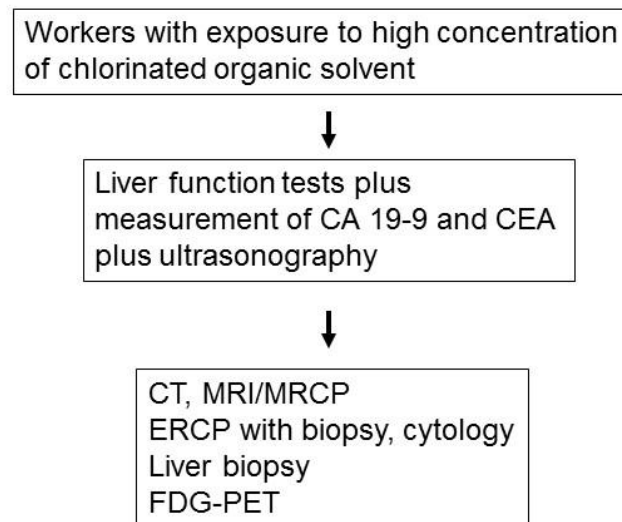 Workers with exposure to high concentration
of chlorinated organic solvent
Liver function tests plus
measurement of CA 19-9 and CEA
plus ultrasonography
CT, MRI/MRCP
ERCP with biopsy, cytology
Liver biopsy
FDG-PET